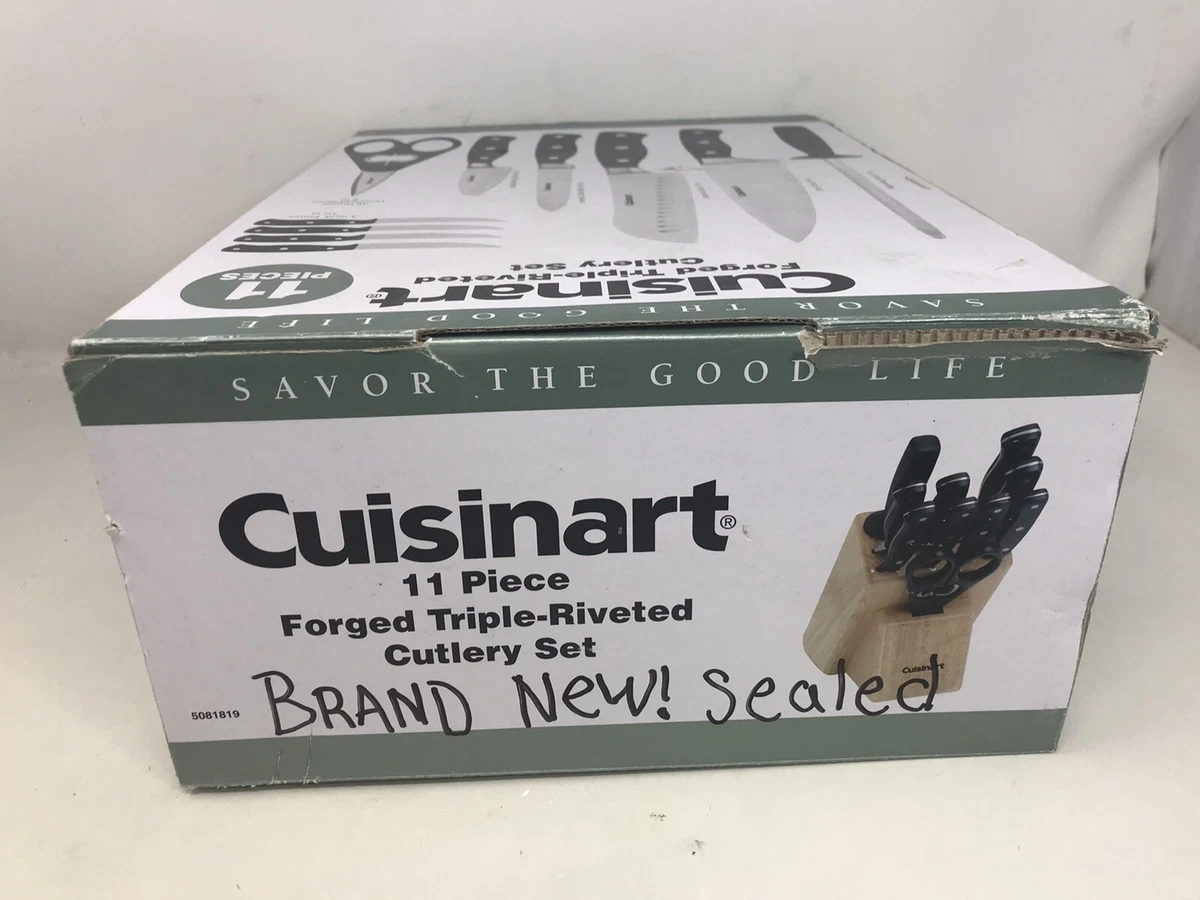 11
PIECES
Cuisinart®
Forged Triple-Riveted
Cutlery Set
SAVOR THE GOOD LIFE
SAVOR THE GOOD LIFE
Cuisinart®
11 Piece
Forged Triple-Riveted
Cutlery Set
Cuisinart
5081819
BRAND NEW! Sealed